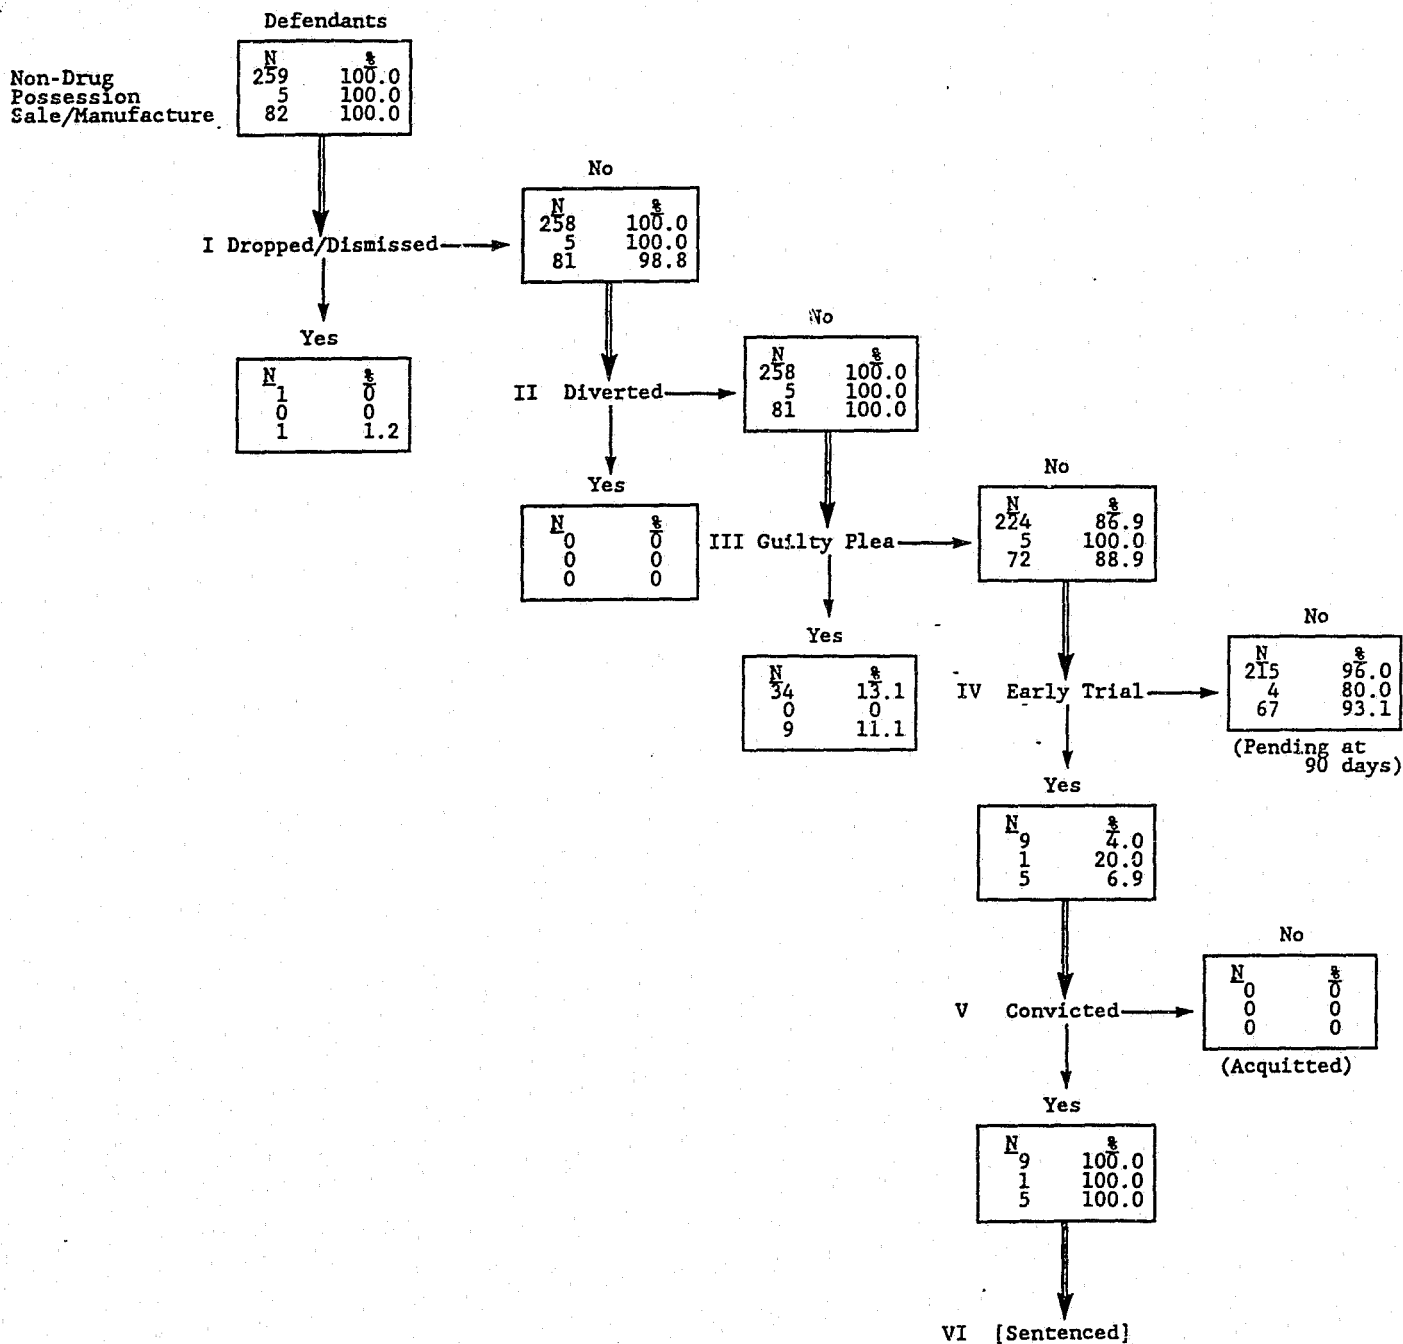 Defendants
N %
Non-Drug 259 100.0
Possession 5 100.0
Sale/Manufacture 82 100.0
No
N %
258 100.0
I Dropped/Dismissed 5 100.0
81 98.8
Yes
N %
1 0
0 0
1 1.2
No
N %
258 100.0
II Diverted 5 100.0
81 100.0
Yes
N %
0 0
0 0
0 0
No
N %
224 86.9
III Guilty Plea 5 100.0
72 88.9
Yes
N %
34 13.1
0 0
9 11.1
No
N %
215 96.0
IV Early Trial 4 80.0
67 93.1
(Pending at
90 days)
Yes
N %
9 4.0
1 20.0
5 6.9
No
N %
0 0
V Convicted 0 0
0 0
(Acquitted)
Yes
N %
9 100.0
1 100.0
5 100.0
VI [Sentenced]